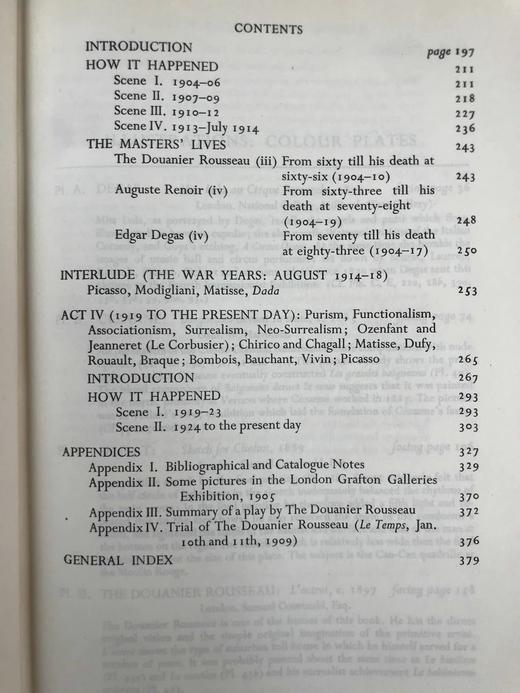 CONTENTS
INTRODUCTION page 197
HOW IT HAPPENED 211
Scene I. 1904–06 211
Scene II. 1907–09 218
Scene III. 1910–12 227
Scene IV. 1913–July 1914 236
THE MASTERS' LIVES 243
The Douanier Rousseau (iii) From sixty till his death at
sixty-six (1904–10) 243
Auguste Renoir (iv) From sixty-three till his
death at seventy-eight
(1904–19) 248
Edgar Degas (iv) From seventy till his death
at eighty-three (1904–17) 250
INTERLUDE (THE WAR YEARS: AUGUST 1914–18)
Picasso, Modigliani, Matisse, Dada 253
ACT IV (1919 TO THE PRESENT DAY): Purism, Functionalism,
Associationism, Surrealism, Neo-Surrealism; Ozenfant and
Jeanneret (Le Corbusier); Chirico and Chagall; Matisse, Dufy,
Rouault, Braque; Bombois, Bauchant, Vivin; Picasso 265
INTRODUCTION 267
HOW IT HAPPENED 293
Scene I. 1919–23 293
Scene II. 1924 to the present day 303
APPENDICES 327
Appendix I. Bibliographical and Catalogue Notes 329
Appendix II. Some pictures in the London Grafton Galleries
Exhibition, 1905 370
Appendix III. Summary of a play by The Douanier Rousseau 372
Appendix IV. Trial of The Douanier Rousseau (Le Temps, Jan.
10th and 11th, 1909) 376
GENERAL INDEX 379